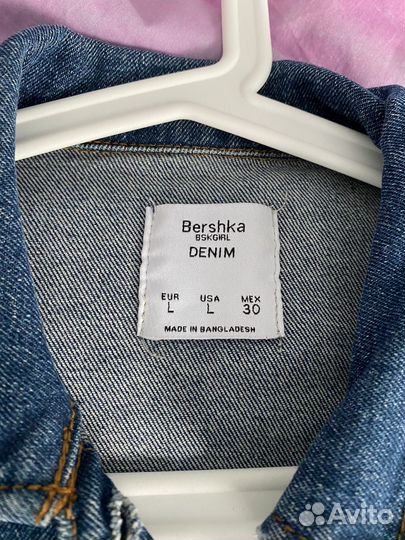 Bershka
BSKGIRL
DENIM
EUR USA MEX
L L 30
MADE IN BANGLADESH
Avito